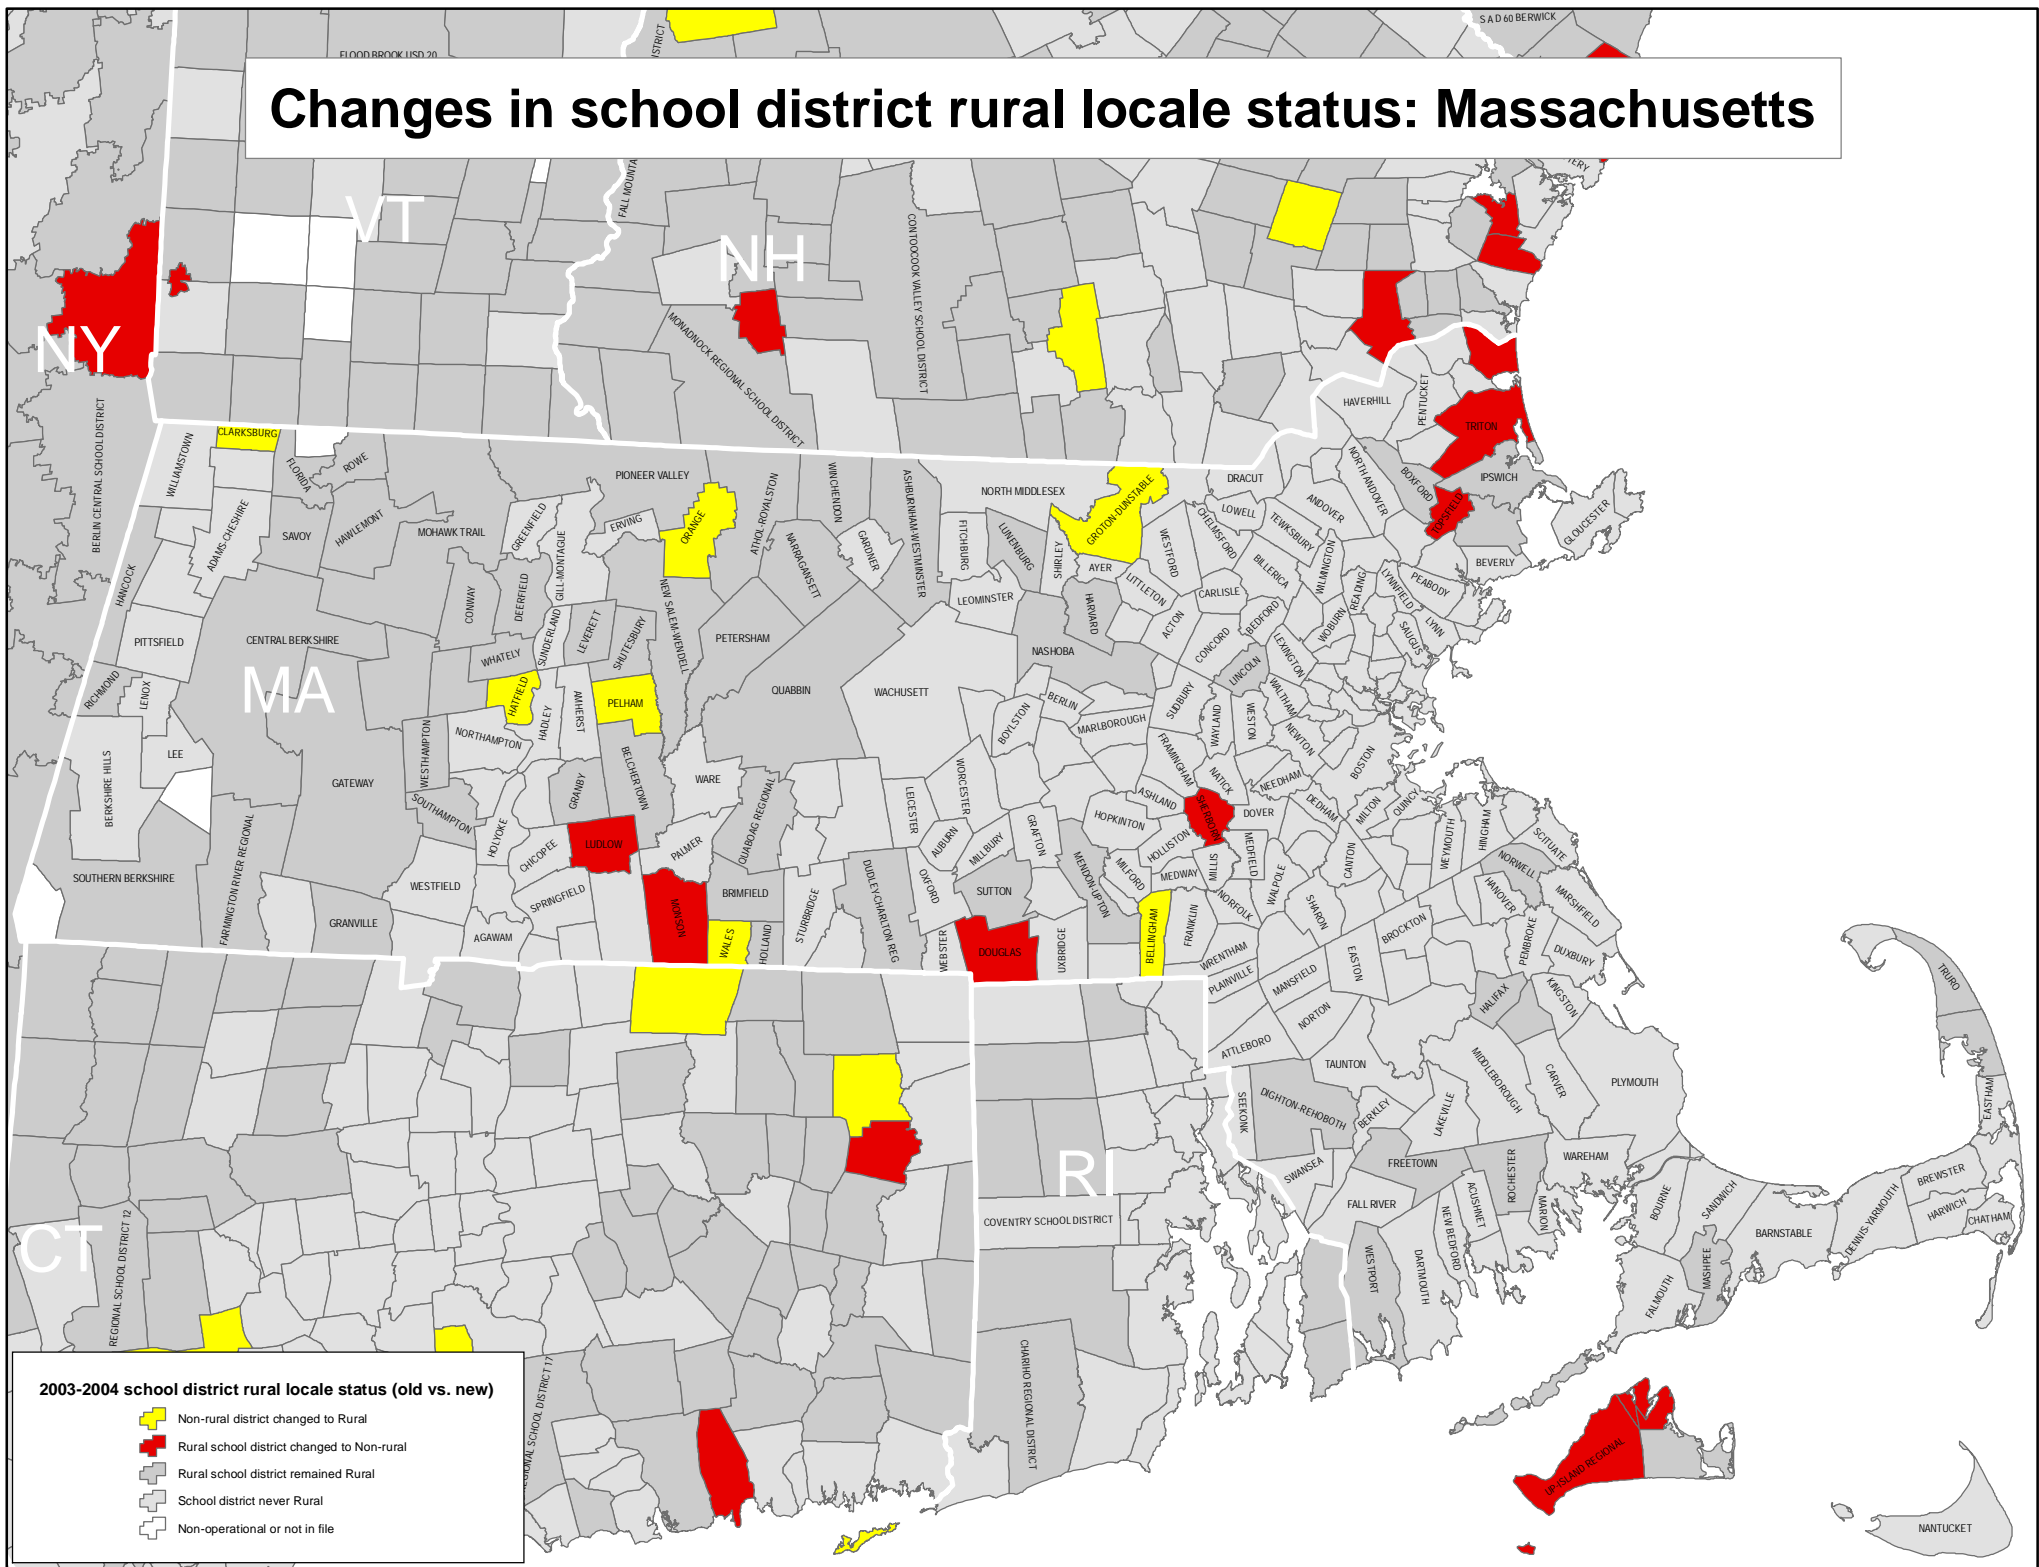 S A D 60 BERWICK
FLOOD BROOK USD 20
ISTRICT
Changes in school district rural locale status: Massachusetts
TERY
FALL MOUNTA
VT
NH
NY
CONTOOCOOK VALLEY SCHOOL DISTRICT
MONADNOCK REGIONAL SCHOOL DISTRICT
BERLIN CENTRAL SCHOOL DISTRICT
HAVERHILL
PENTUCKET
TRITON
CLARKSBURG
WILLIAMSTOWN
FLORIDA
ROWE
PIONEER VALLEY
ATHOL-ROYALSTON
WINCHENDON
ASHBURNHAM-WESTMINSTER
NORTH MIDDLESEX
GROTON-DUNSTABLE
DRACUT
NORTH ANDOVER
BOXFORD
IPSWICH
TOPSFIELD
GLOUCESTER
ADAMS-CHESHIRE
SAVOY
HAWLEMONT
MOHAWK TRAIL
GREENFIELD
GILL-MONTAGUE
ERVING
ORANGE
NARRAGANSETT
GARDNER
FITCHBURG
LUNENBURG
SHIRLEY
AYER
WESTFORD
CHELMSFORD
LOWELL
TEWKSBURY
ANDOVER
BILLERICA
WILMINGTON
READING
LYNNFIELD
PEABODY
BEVERLY
HANCOCK
CONWAY
DEERFIELD
SUNDERLAND
LEVERETT
SHUTESBURY
NEW SALEM-WENDELL
PETERSHAM
LEOMINSTER
HARVARD
LITTLETON
ACTON
CARLISLE
CONCORD
BEDFORD
LEXINGTON
WOBURN
SAUGUS
LYNN
PITTSFIELD
CENTRAL BERKSHIRE
WHATELY
NASHOBA
LINCOLN
RICHMOND
LENOX
MA
HATFIELD
HADLEY
AMHERST
PELHAM
QUABBIN
WACHUSETT
BERLIN
BOYLSTON
MARLBOROUGH
SUDBURY
WAYLAND
WESTON
WALTHAM
NEWTON
BOSTON
LEE
BERKSHIRE HILLS
GATEWAY
WESTHAMPTON
NORTHAMPTON
SOUTHAMPTON
GRANBY
BELCHERTOWN
WARE
QUABOAG REGIONAL
LEICESTER
WORCESTER
FRAMINGHAM
NATICK
NEEDHAM
DEDHAM
MILTON
QUINCY
ASHLAND
SHERBORN
DOVER
HOPKINTON
HOLLISTON
MEDFIELD
WEYMOUTH
HINGHAM
SCITUATE
HOLYOKE
CHICOPEE
LUDLOW
PALMER
AUBURN
MILLBURY
GRAFTON
MENDON-UPTON
MILFORD
MEDWAY
MILLIS
WALPOLE
CANTON
NORWELL
SOUTHERN BERKSHIRE
FARMINGTON RIVER REGIONAL
GRANVILLE
WESTFIELD
SPRINGFIELD
AGAWAM
MONSON
BRIMFIELD
WALES
HOLLAND
STURBRIDGE
DUDLEY-CHARLTON REG
OXFORD
SUTTON
WEBSTER
DOUGLAS
UXBRIDGE
BELLINGHAM
FRANKLIN
NORFOLK
WRENTHAM
PLAINVILLE
SHARON
MANSFIELD
EASTON
BROCKTON
HANOVER
MARSHFIELD
PEMBROKE
DUXBURY
TRURO
HALIFAX
KINGSTON
NORTON
ATTLEBORO
TAUNTON
MIDDLEBOROUGH
CARVER
PLYMOUTH
SEEKONK
DIGHTON-REHOBOTH
BERKLEY
LAKEVILLE
EASTHAM
SWANSEA
FREETOWN
ROCHESTER
WAREHAM
RI
FALL RIVER
ACUSHNET
MARION
BOURNE
SANDWICH
BREWSTER
HARWICH
CHATHAM
DENNIS-YARMOUTH
BARNSTABLE
COVENTRY SCHOOL DISTRICT
CT
REGIONAL SCHOOL DISTRICT 12
WESTPORT
DARTMOUTH
NEW BEDFORD
FALMOUTH
MASHPEE
CHARIHO REGIONAL DISTRICT
REGIONAL SCHOOL DISTRICT 17
UP-ISLAND REGIONAL
NANTUCKET
2003-2004 school district rural locale status (old vs. new)
Non-rural district changed to Rural
Rural school district changed to Non-rural
Rural school district remained Rural
School district never Rural
Non-operational or not in file